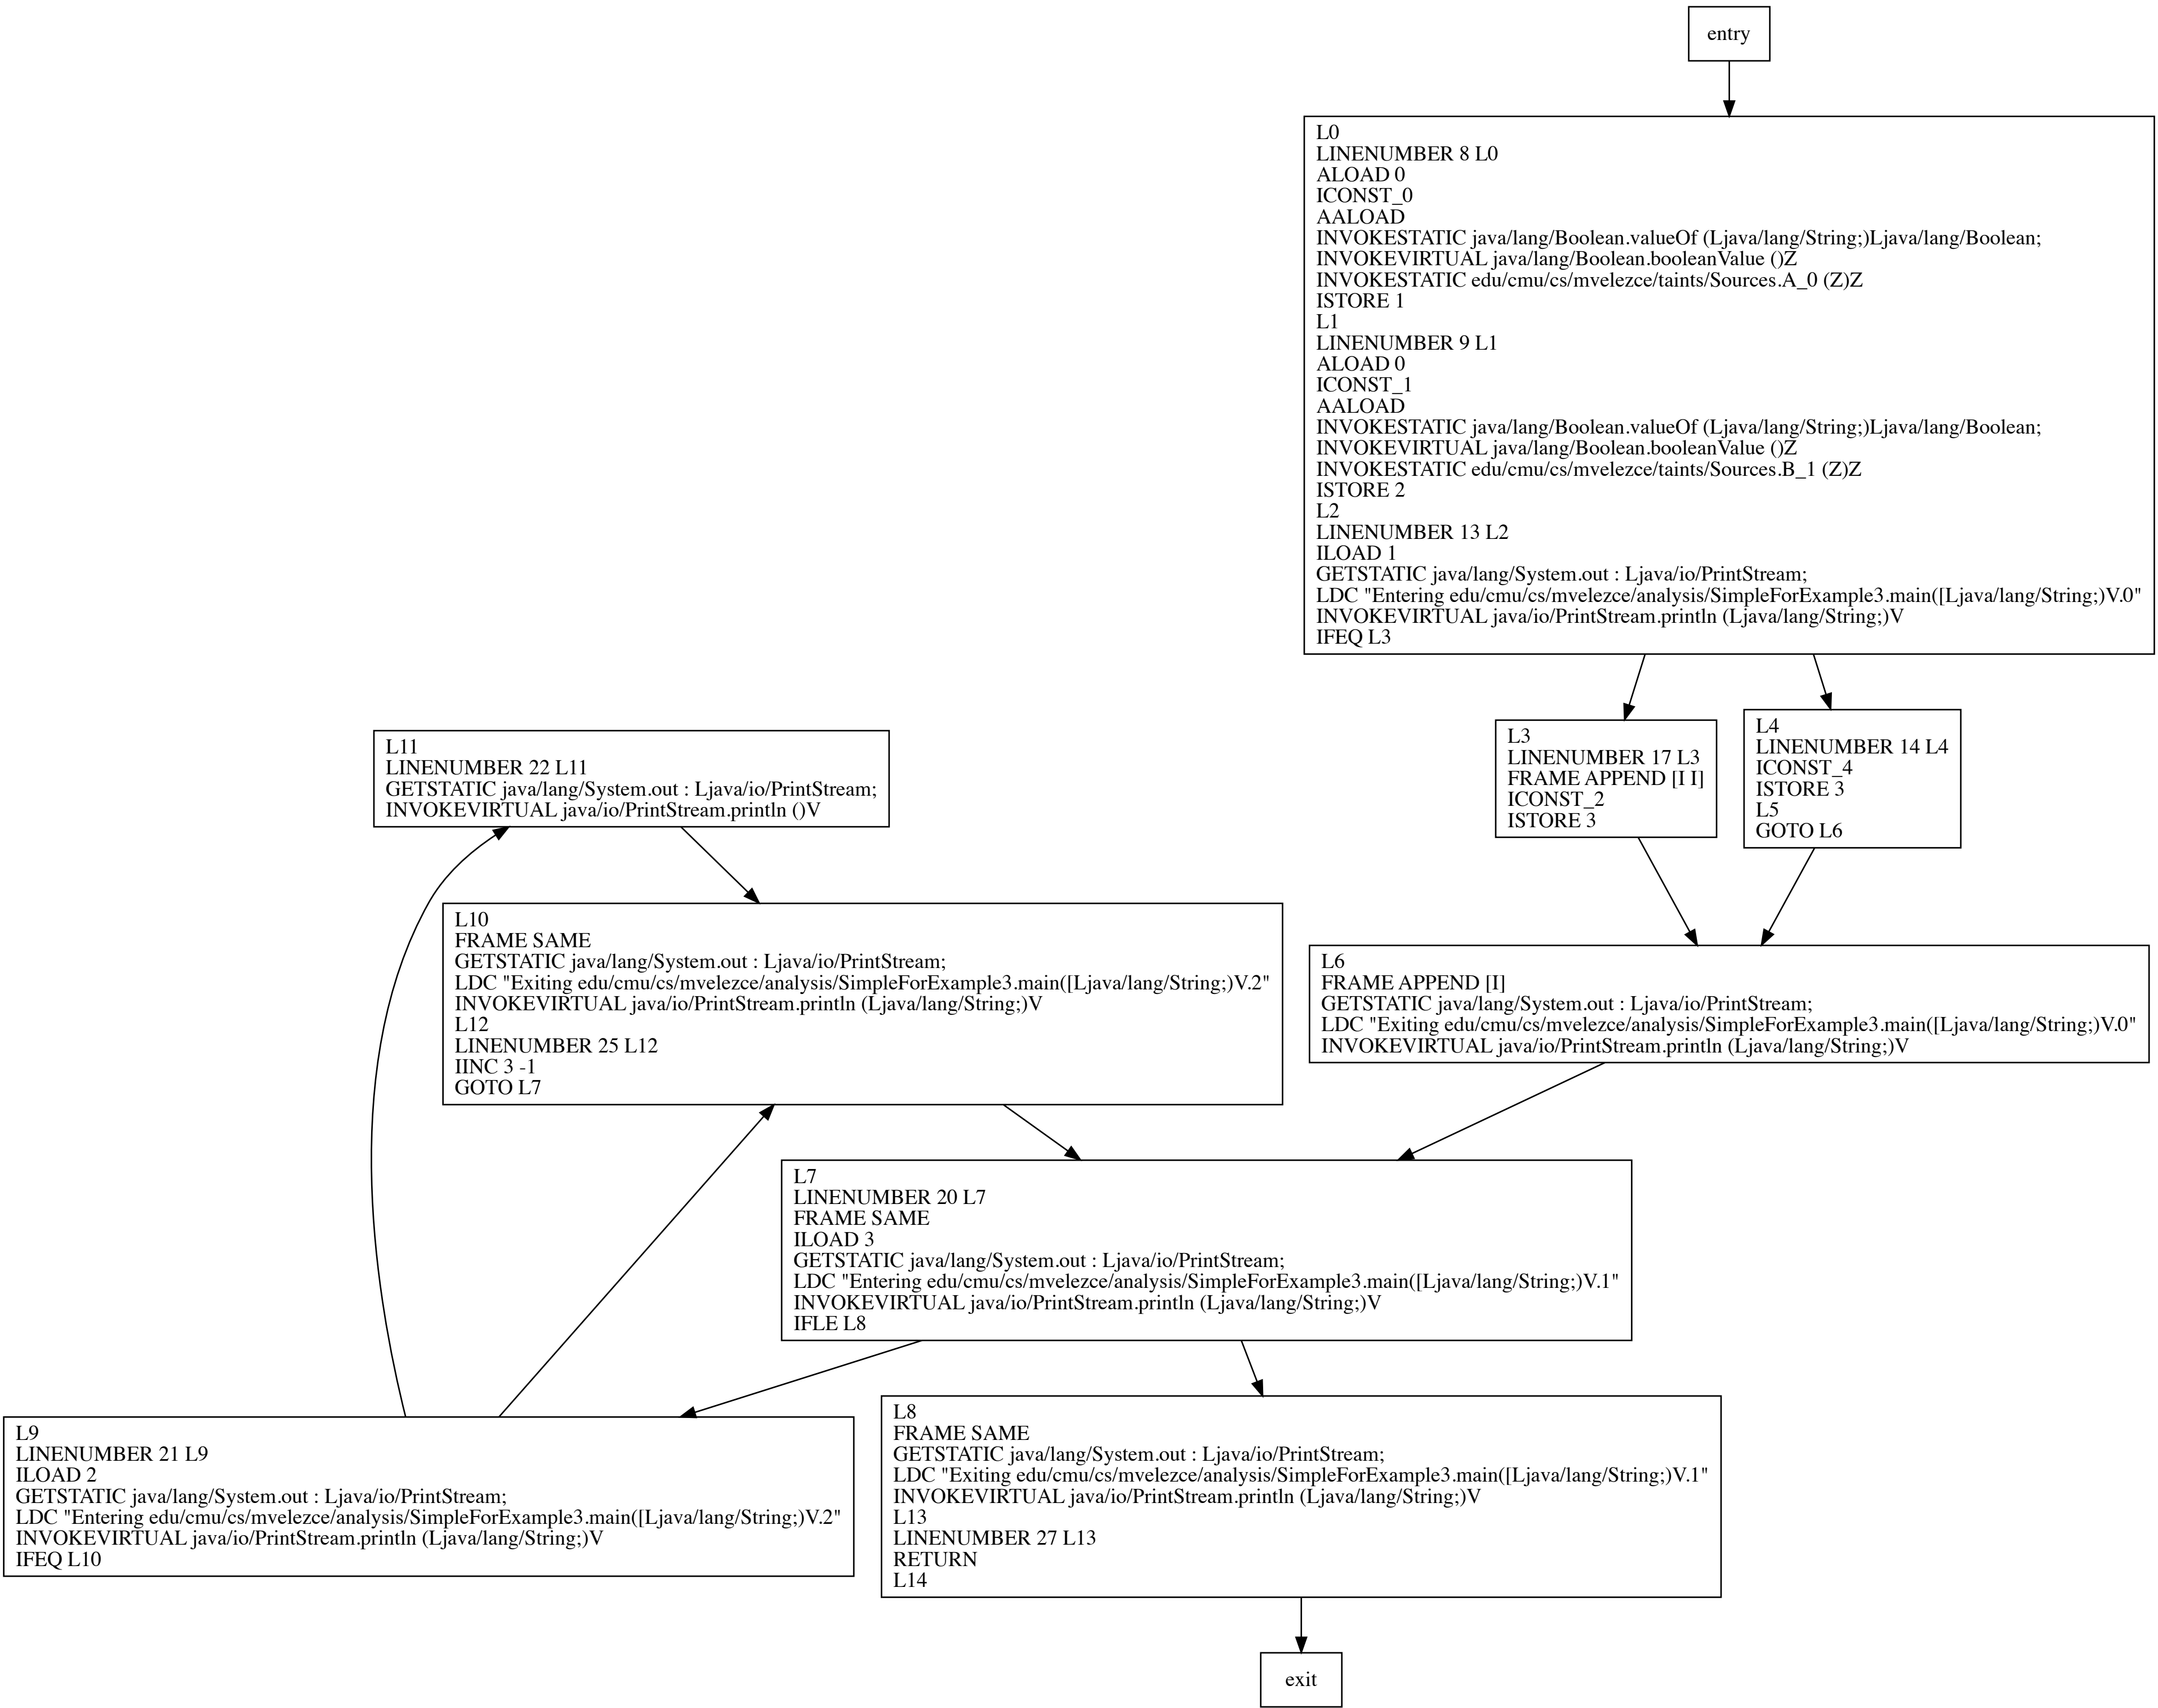 entry
L0
LINENUMBER 8 L0
ALOAD 0
ICONST_0
AALOAD
INVOKESTATIC java/lang/Boolean.valueOf (Ljava/lang/String;)Ljava/lang/Boolean;
INVOKEVIRTUAL java/lang/Boolean.booleanValue ()Z
INVOKESTATIC edu/cmu/cs/mvelezce/taints/Sources.A_0 (Z)Z
ISTORE 1
L1
LINENUMBER 9 L1
ALOAD 0
ICONST_1
AALOAD
INVOKESTATIC java/lang/Boolean.valueOf (Ljava/lang/String;)Ljava/lang/Boolean;
INVOKEVIRTUAL java/lang/Boolean.booleanValue ()Z
INVOKESTATIC edu/cmu/cs/mvelezce/taints/Sources.B_1 (Z)Z
ISTORE 2
L2
LINENUMBER 13 L2
ILOAD 1
GETSTATIC java/lang/System.out : Ljava/io/PrintStream;
LDC "Entering edu/cmu/cs/mvelezce/analysis/SimpleForExample3.main([Ljava/lang/String;)V.0"
INVOKEVIRTUAL java/io/PrintStream.println (Ljava/lang/String;)V
IFEQ L3
L3
LINENUMBER 17 L3
FRAME APPEND [I I]
ICONST_2
ISTORE 3
L4
LINENUMBER 14 L4
ICONST_4
ISTORE 3
L5
GOTO L6
L11
LINENUMBER 22 L11
GETSTATIC java/lang/System.out : Ljava/io/PrintStream;
INVOKEVIRTUAL java/io/PrintStream.println ()V
L10
FRAME SAME
GETSTATIC java/lang/System.out : Ljava/io/PrintStream;
LDC "Exiting edu/cmu/cs/mvelezce/analysis/SimpleForExample3.main([Ljava/lang/String;)V.2"
INVOKEVIRTUAL java/io/PrintStream.println (Ljava/lang/String;)V
L12
LINENUMBER 25 L12
IINC 3 -1
GOTO L7
L6
FRAME APPEND [I]
GETSTATIC java/lang/System.out : Ljava/io/PrintStream;
LDC "Exiting edu/cmu/cs/mvelezce/analysis/SimpleForExample3.main([Ljava/lang/String;)V.0"
INVOKEVIRTUAL java/io/PrintStream.println (Ljava/lang/String;)V
L7
LINENUMBER 20 L7
FRAME SAME
ILOAD 3
GETSTATIC java/lang/System.out : Ljava/io/PrintStream;
LDC "Entering edu/cmu/cs/mvelezce/analysis/SimpleForExample3.main([Ljava/lang/String;)V.1"
INVOKEVIRTUAL java/io/PrintStream.println (Ljava/lang/String;)V
IFLE L8
L9
LINENUMBER 21 L9
ILOAD 2
GETSTATIC java/lang/System.out : Ljava/io/PrintStream;
LDC "Entering edu/cmu/cs/mvelezce/analysis/SimpleForExample3.main([Ljava/lang/String;)V.2"
INVOKEVIRTUAL java/io/PrintStream.println (Ljava/lang/String;)V
IFEQ L10
L8
FRAME SAME
GETSTATIC java/lang/System.out : Ljava/io/PrintStream;
LDC "Exiting edu/cmu/cs/mvelezce/analysis/SimpleForExample3.main([Ljava/lang/String;)V.1"
INVOKEVIRTUAL java/io/PrintStream.println (Ljava/lang/String;)V
L13
LINENUMBER 27 L13
RETURN
L14
exit